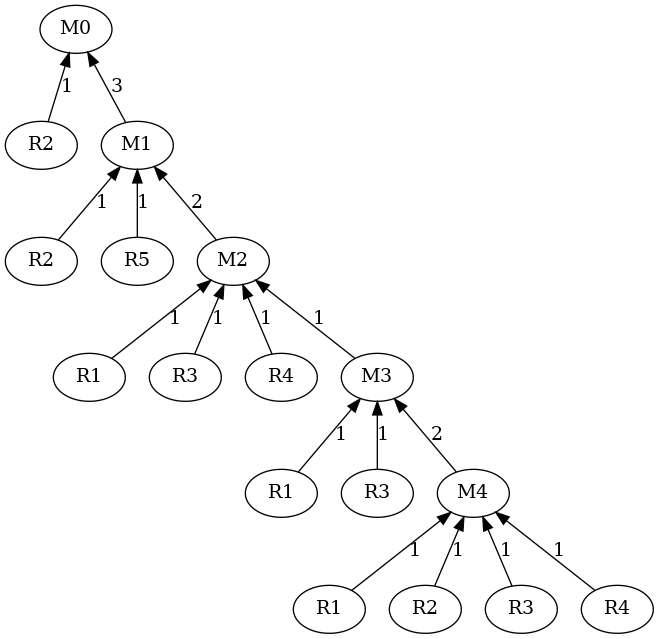 M0
1 3
R2 M1
1 1 2
R2 R5 M2
1 1 1 1
R1 R3 R4 M3
1 1 2
R1 R3 M4
1 1 1 1
R1 R2 R3 R4